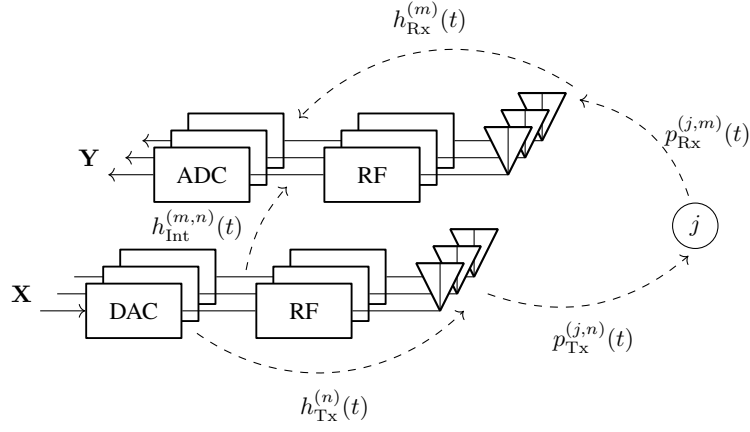 h_Rx^(m)(t)
p_Rx^(j,m)(t)
Y
ADC
RF
h_Int^(m,n)(t)
j
X
DAC
RF
p_Tx^(j,n)(t)
h_Tx^(n)(t)